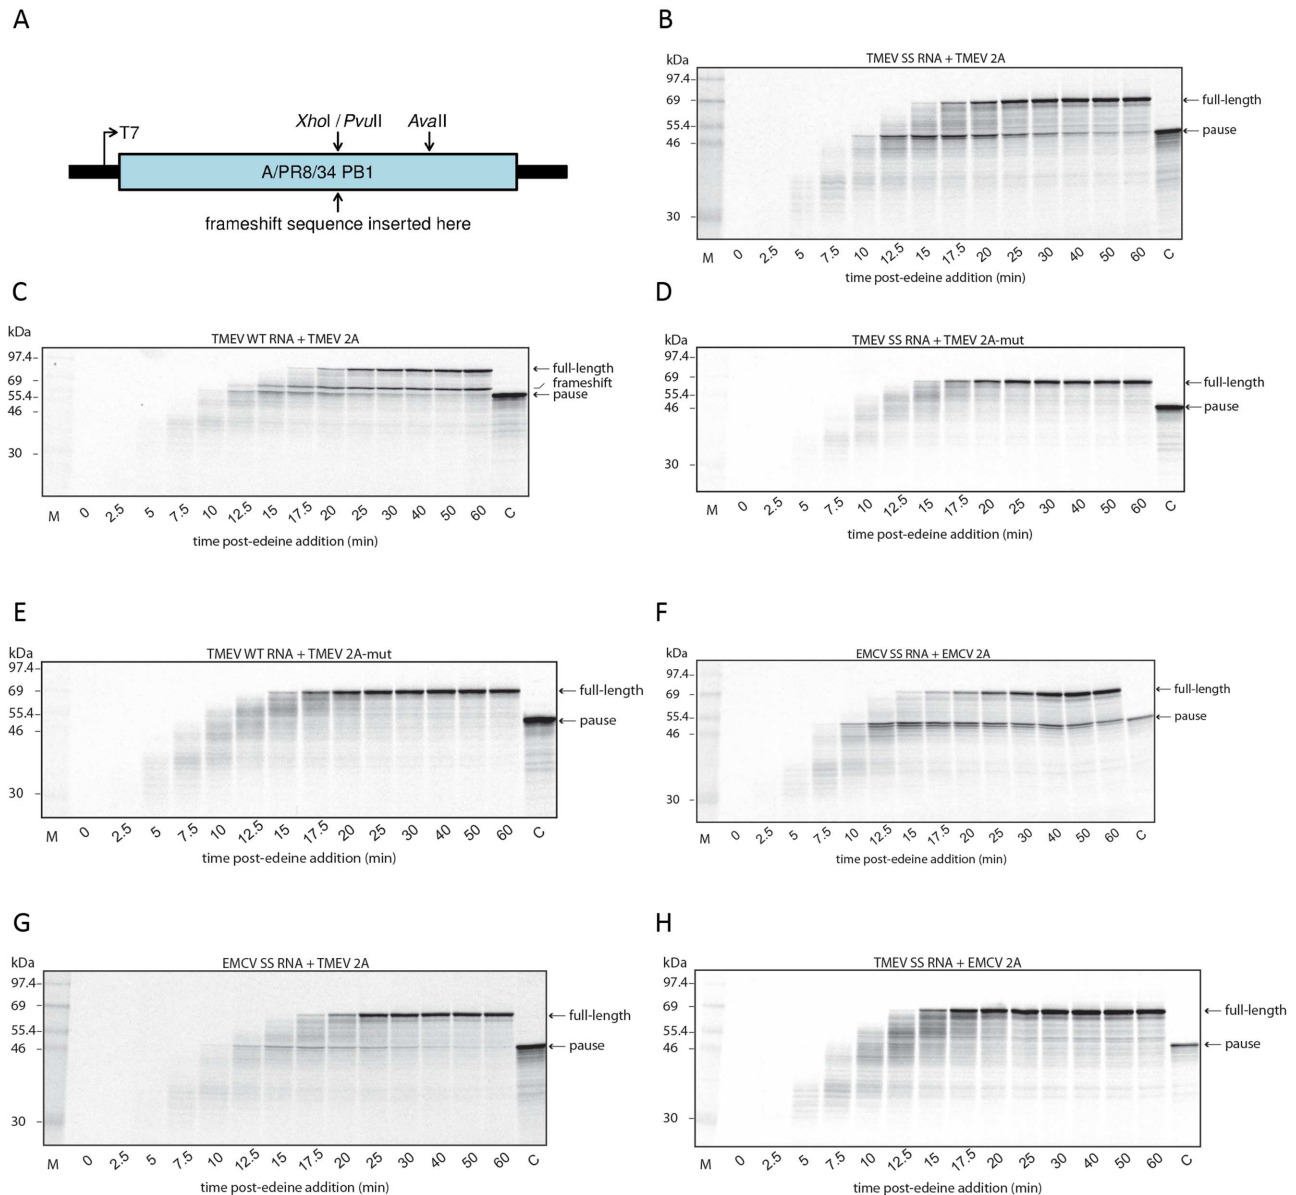 A
T7
XhoI / PvuII
AvaII
A/PR8/34 PB1
frameshift sequence inserted here
B
TMEV SS RNA + TMEV 2A
kDa
97.4
69
55.4
46
30
full-length
pause
M 0 2.5 5 7.5 10 12.5 15 17.5 20 25 30 40 50 60 C
time post-edeine addition (min)
C
TMEV WT RNA + TMEV 2A
kDa
97.4
69
55.4
46
30
full-length
frameshift
pause
M 0 2.5 5 7.5 10 12.5 15 17.5 20 25 30 40 50 60 C
time post-edeine addition (min)
D
TMEV SS RNA + TMEV 2A-mut
kDa
97.4
69
55.4
46
30
full-length
pause
M 0 2.5 5 7.5 10 12.5 15 17.5 20 25 30 40 50 60 C
time post-edeine addition (min)
E
TMEV WT RNA + TMEV 2A-mut
kDa
97.4
69
55.4
46
30
full-length
pause
M 0 2.5 5 7.5 10 12.5 15 17.5 20 25 30 40 50 60 C
time post-edeine addition (min)
F
EMCV SS RNA + EMCV 2A
kDa
97.4
69
55.4
46
30
full-length
pause
M 0 2.5 5 7.5 10 12.5 15 17.5 20 25 30 40 50 60 C
time post-edeine addition (min)
G
EMCV SS RNA + TMEV 2A
kDa
97.4
69
55.4
46
30
full-length
pause
M 0 2.5 5 7.5 10 12.5 15 17.5 20 25 30 40 50 60 C
time post-edeine addition (min)
H
TMEV SS RNA + EMCV 2A
kDa
97.4
69
55.4
46
30
full-length
pause
M 0 2.5 5 7.5 10 12.5 15 17.5 20 25 30 40 50 60 C
time post-edeine addition (min)